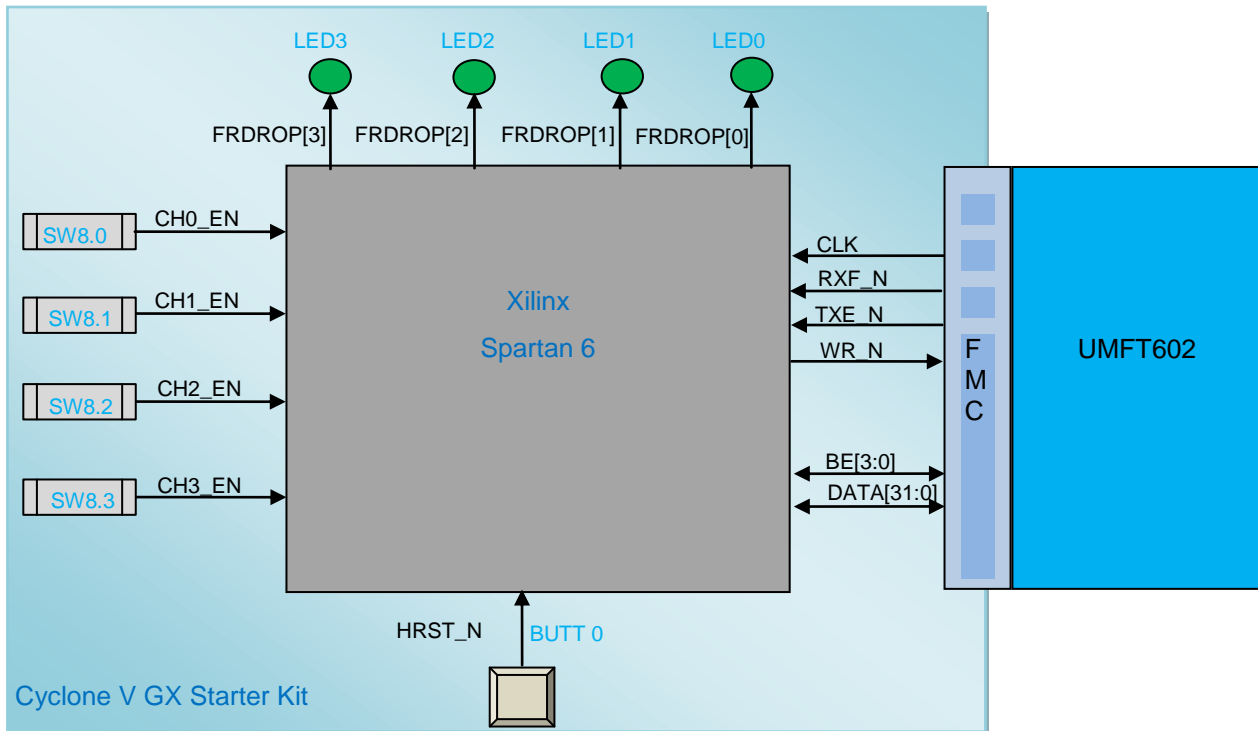 LED3 LED2 LED1 LED0
FRDROP[3] FRDROP[2] FRDROP[1] FRDROP[0]
SW8.0 CH0_EN
SW8.1 CH1_EN
SW8.2 CH2_EN
SW8.3 CH3_EN
Xilinx
Spartan 6
CLK
RXF_N
TXE_N
WR_N
BE[3:0]
DATA[31:0]
F
M
C
UMFT602
HRST_N BUTT 0
Cyclone V GX Starter Kit